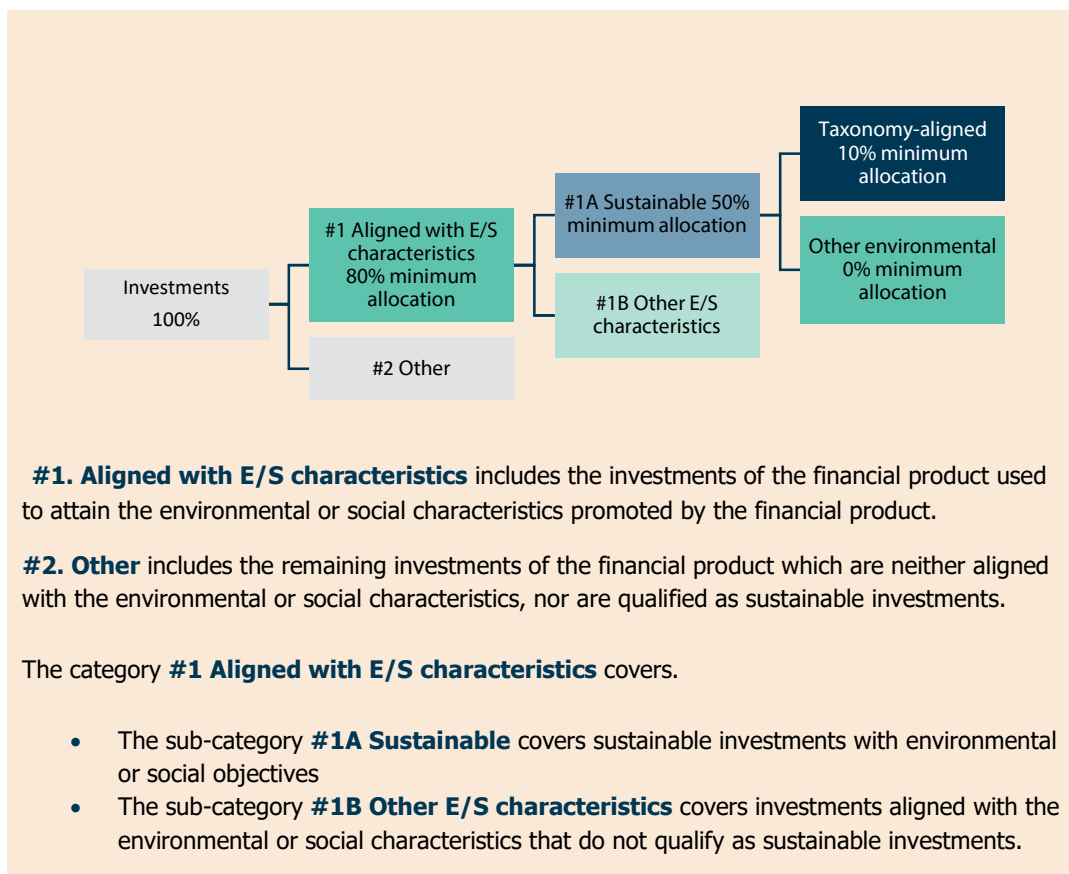 Taxonomy-aligned
10% minimum
allocation
#1A Sustainable 50%
minimum allocation
#1 Aligned with E/S
characteristics
80% minimum
allocation
Other environmental
0% minimum
allocation
Investments
100%
#1B Other E/S
characteristics
#2 Other
#1. Aligned with E/S characteristics includes the investments of the financial product used
to attain the environmental or social characteristics promoted by the financial product.
#2. Other includes the remaining investments of the financial product which are neither aligned
with the environmental or social characteristics, nor are qualified as sustainable investments.
The category #1 Aligned with E/S characteristics covers.
• The sub-category #1A Sustainable covers sustainable investments with environmental
or social objectives
• The sub-category #1B Other E/S characteristics covers investments aligned with the
environmental or social characteristics that do not qualify as sustainable investments.